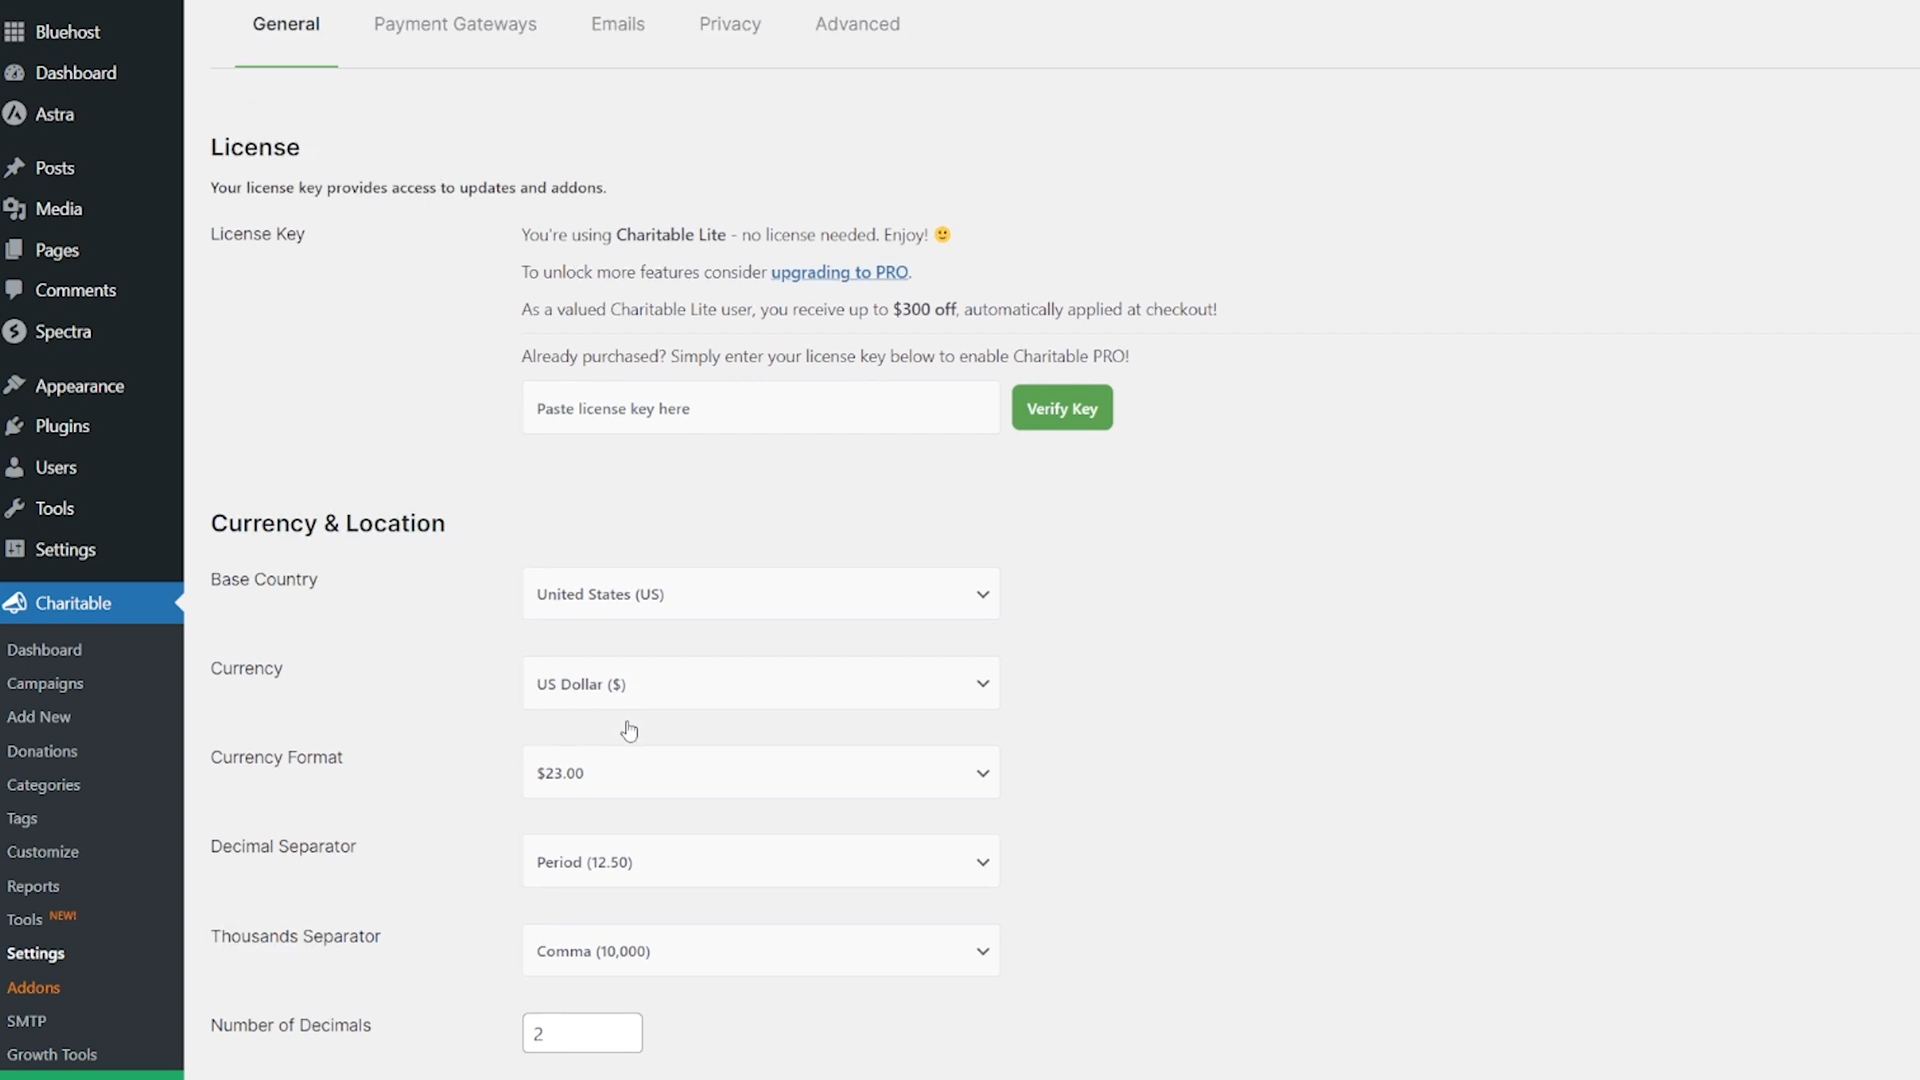 Bluehost
Dashboard
Astra
Posts
Media
Pages
Comments
Spectra
Appearance
Plugins
Users
Tools
Settings
Charitable
Dashboard
Campaigns
Add New
Donations
Categories
Tags
Customize
Reports
Tools NEW!
Settings
Addons
SMTP
Growth Tools
General Payment Gateways Emails Privacy Advanced
License
Your license key provides access to updates and addons.
License Key
You're using Charitable Lite - no license needed. Enjoy! 🙂
To unlock more features consider upgrading to PRO.
As a valued Charitable Lite user, you receive up to $300 off, automatically applied at checkout!
Already purchased? Simply enter your license key below to enable Charitable PRO!
Paste license key here Verify Key
Currency & Location
Base Country United States (US)
Currency US Dollar ($)
Currency Format $23.00
Decimal Separator Period (12.50)
Thousands Separator Comma (10,000)
Number of Decimals 2